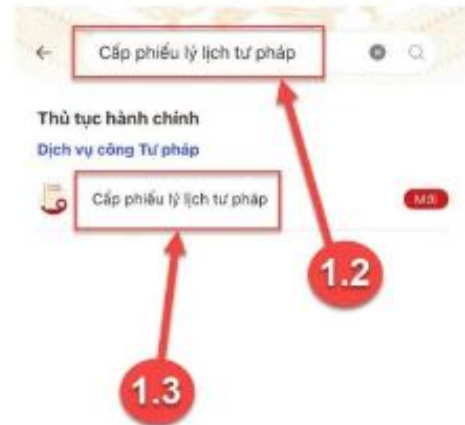 Cấp phiếu lý lịch tư pháp
Thủ tục hành chính
Dịch vụ công Tư pháp
Cấp phiếu lý lịch tư pháp
Mới
1.2
1.3